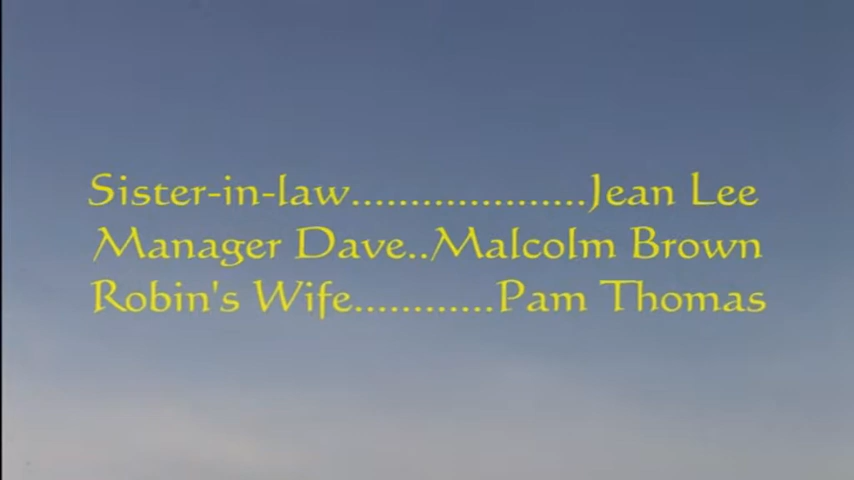 Sister-in-law....................Jean Lee
Manager Dave..Malcolm Brown
Robin's Wife............Pam Thomas